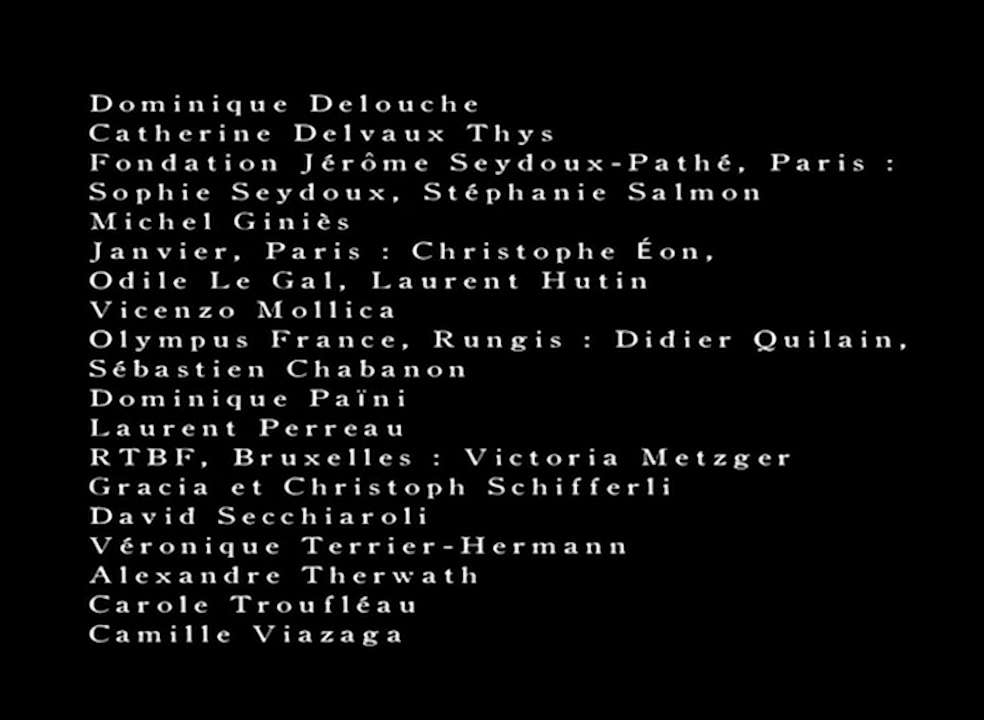 Dominique Delouche
Catherine Delvaux Thys
Fondation Jérôme Seydoux-Pathé, Paris :
Sophie Seydoux, Stéphanie Salmon
Michel Giniès
Janvier, Paris : Christophe Éon,
Odile Le Gal, Laurent Hutin
Vicenzo Mollica
Olympus France, Rungis : Didier Quilain,
Sébastien Chabanon
Dominique Païni
Laurent Perreau
RTBF, Bruxelles : Victoria Metzger
Gracia et Christoph Schifferli
David Secchiaroli
Véronique Terrier-Hermann
Alexandre Therwath
Carole Troufléau
Camille Viazaga